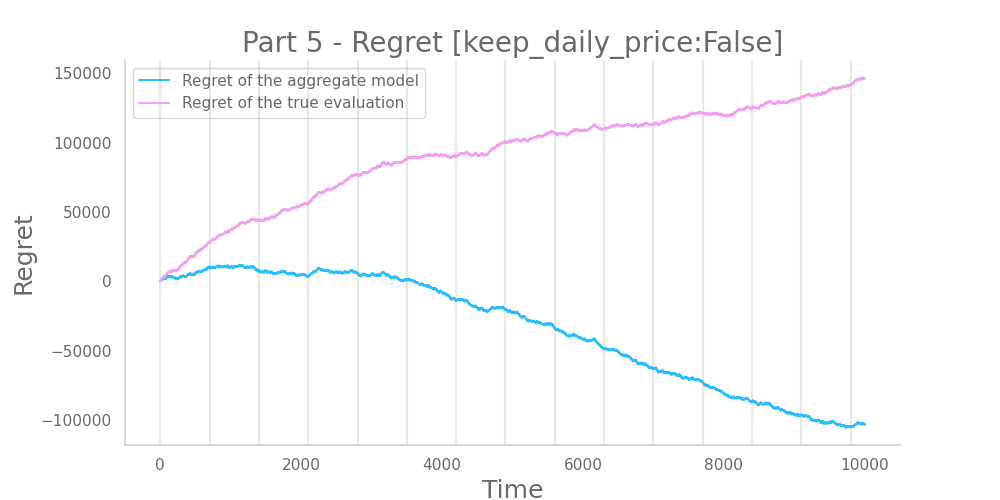 Part 5 - Regret [keep_daily_price:False]
Regret of the aggregate model
Regret of the true evaluation
Regret
150000
100000
50000
0
−50000
−100000
0 2000 4000 6000 8000 10000
Time